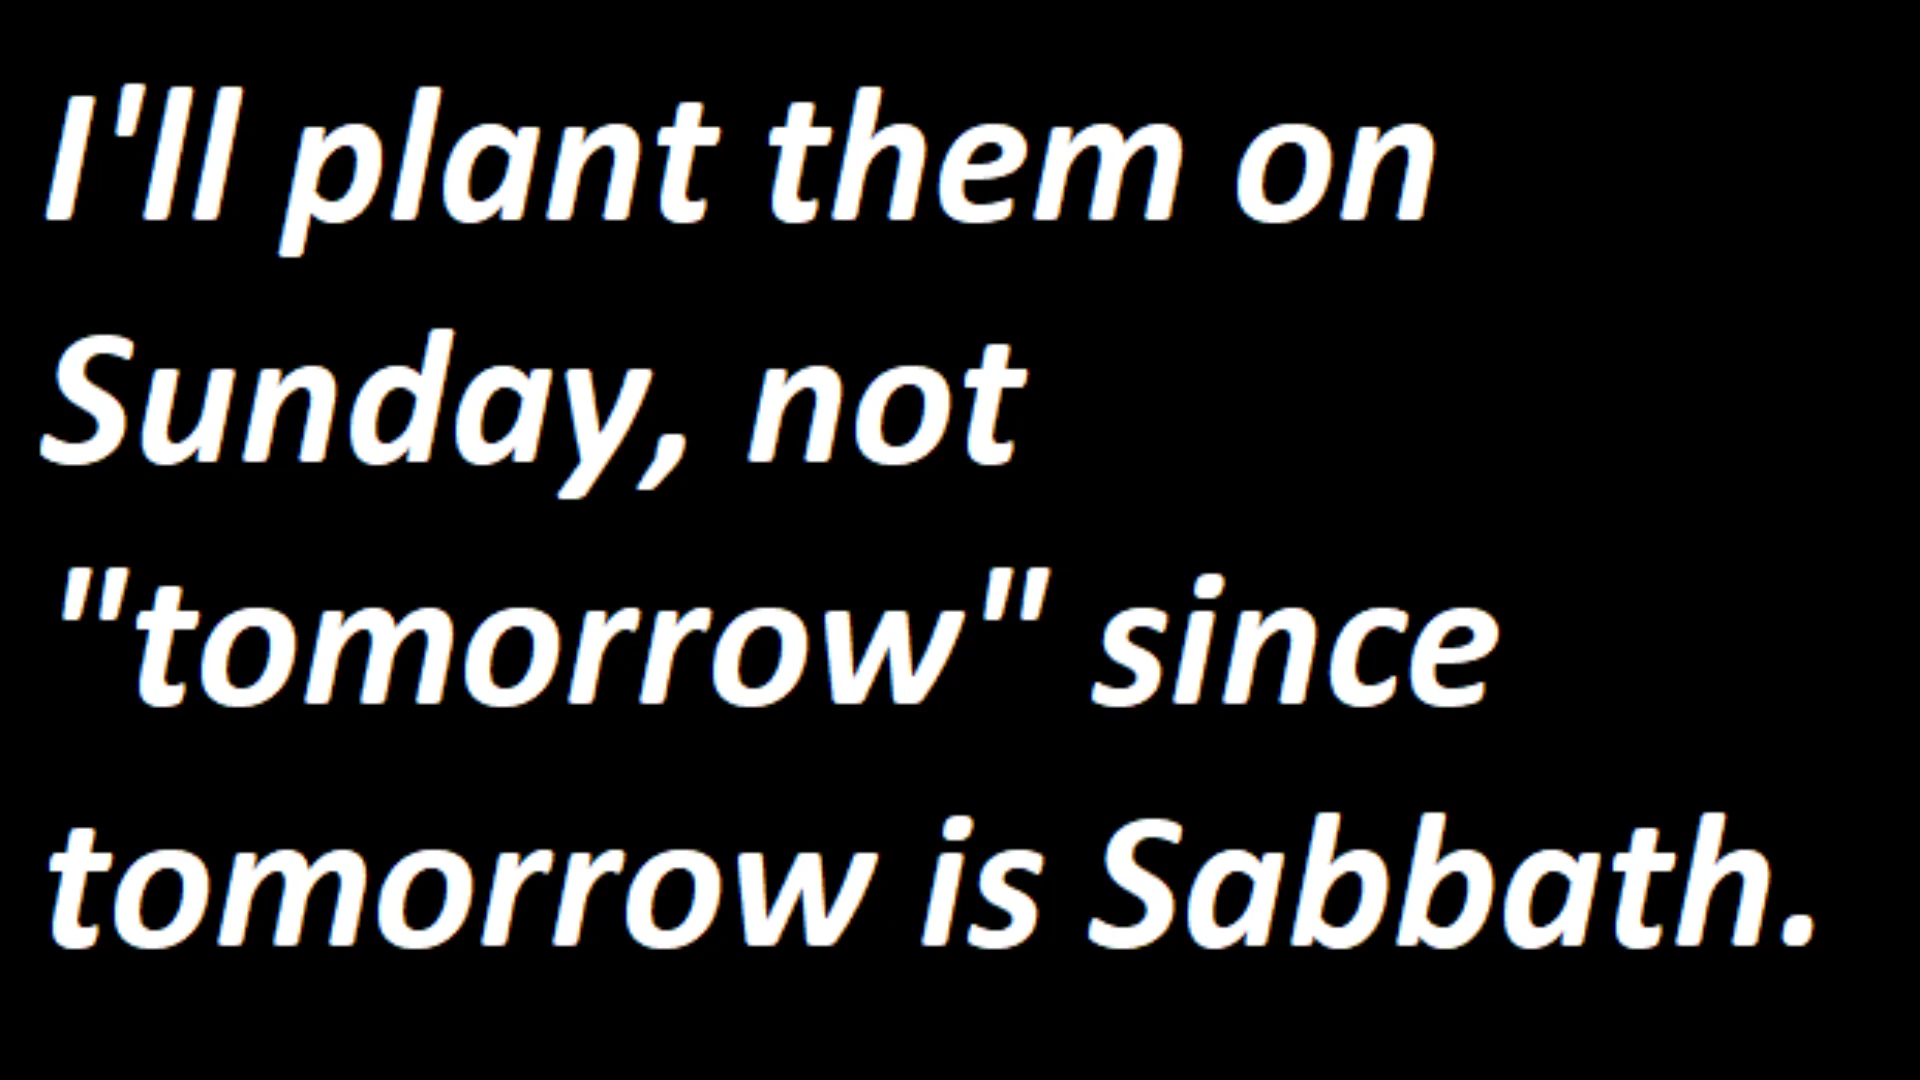 I'll plant them on
Sunday, not
"tomorrow" since
tomorrow is Sabbath.